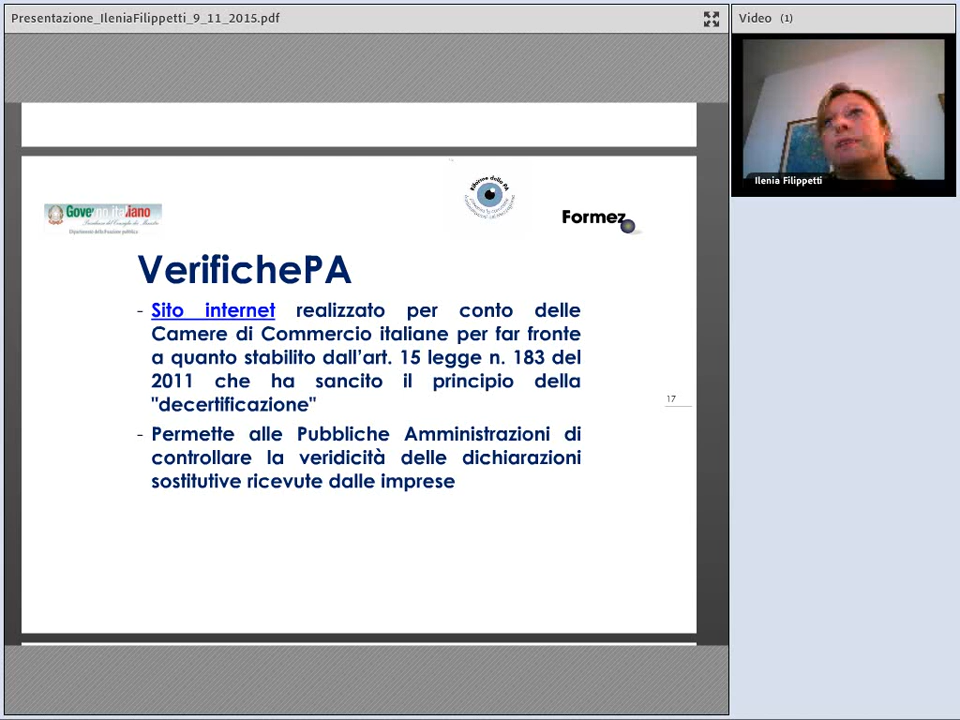 Presentazione_IleniaFilippetti_9_11_2015.pdf
Video (1)
Ilenia Filippetti
Governo italiano
Formez
VerifichePA
- Sito internet realizzato per conto delle
Camere di Commercio italiane per far fronte
a quanto stabilito dall'art. 15 legge n. 183 del
2011 che ha sancito il principio della
"decertificazione"
17
- Permette alle Pubbliche Amministrazioni di
controllare la veridicità delle dichiarazioni
sostitutive ricevute dalle imprese